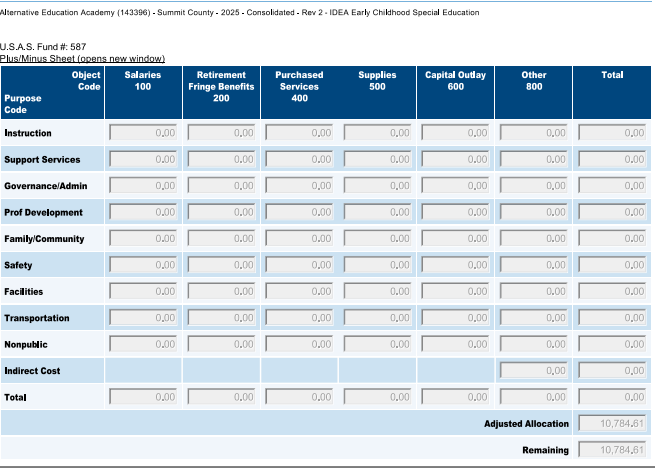 Alternative Education Academy (143396) - Summit County - 2025 - Consolidated - Rev 2 - IDEA Early Childhood Special Education
U.S.A.S. Fund #: 587
Plus/Minus Sheet (opens new window)
Object Code Purpose Code Salaries 100 Retirement Fringe Benefits 200 Purchased Services 400 Supplies 500 Capital Outlay 600 Other 800 Total
Instruction 0.00 0.00 0.00 0.00 0.00 0.00 0.00
Support Services 0.00 0.00 0.00 0.00 0.00 0.00 0.00
Governance/Admin 0.00 0.00 0.00 0.00 0.00 0.00 0.00
Prof Development 0.00 0.00 0.00 0.00 0.00 0.00 0.00
Family/Community 0.00 0.00 0.00 0.00 0.00 0.00 0.00
Safety 0.00 0.00 0.00 0.00 0.00 0.00 0.00
Facilities 0.00 0.00 0.00 0.00 0.00 0.00 0.00
Transportation 0.00 0.00 0.00 0.00 0.00 0.00 0.00
Nonpublic 0.00 0.00 0.00 0.00 0.00 0.00 0.00
Indirect Cost 0.00 0.00
Total 0.00 0.00 0.00 0.00 0.00 0.00 0.00
Adjusted Allocation 10,784.61
Remaining 10,784.61